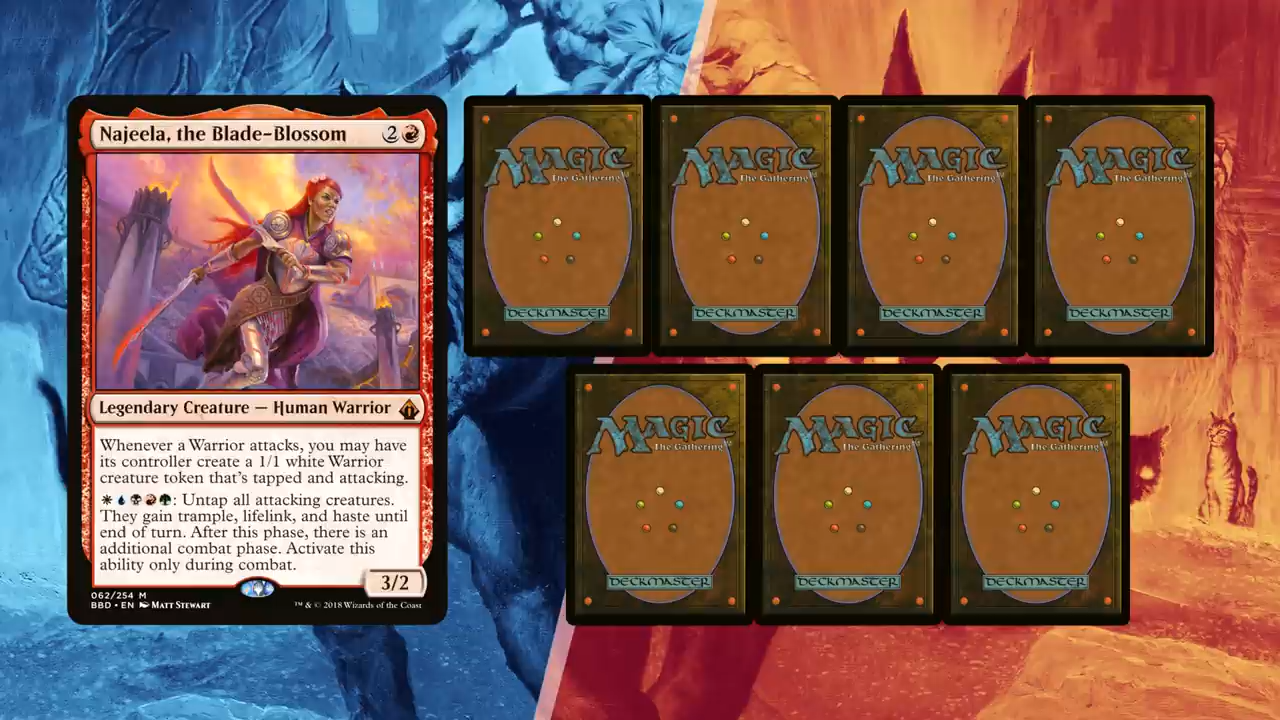 Najeela, the Blade-Blossom 2
Legendary Creature — Human Warrior
Whenever a Warrior attacks, you may have
its controller create a 1/1 white Warrior
creature token that's tapped and attacking.
: Untap all attacking creatures.
They gain trample, lifelink, and haste until
end of turn. After this phase, there is an
additional combat phase. Activate this
ability only during combat.
3/2
062/254 M
BBD • EN Matt Stewart
™ & © 2018 Wizards of the Coast
Magic
The Gathering
Deckmaster
Magic
The Gathering
Deckmaster
Magic
The Gathering
Deckmaster
Magic
The Gathering
Deckmaster
Magic
The Gathering
Deckmaster
Magic
The Gathering
Deckmaster
Magic
The Gathering
Deckmaster